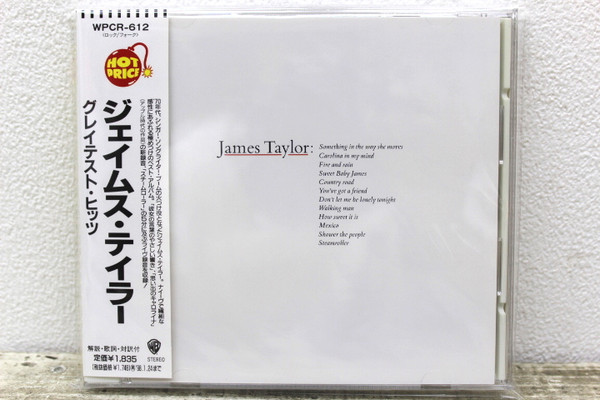 WPCR-612
(ロック/フォーク)
HOT
PRICE
ジェイムス・テイラー
グレイテスト・ヒッツ
解説・歌詞・対訳付
定価¥1,835
STEREO
James Taylor:
Something in the way she moves
Carolina in my mind
Fire and rain
Sweet Baby James
Country road
You've got a friend
Don't let me be lonely tonight
Walking man
How sweet it is
Mexico
Shower the people
Steamroller